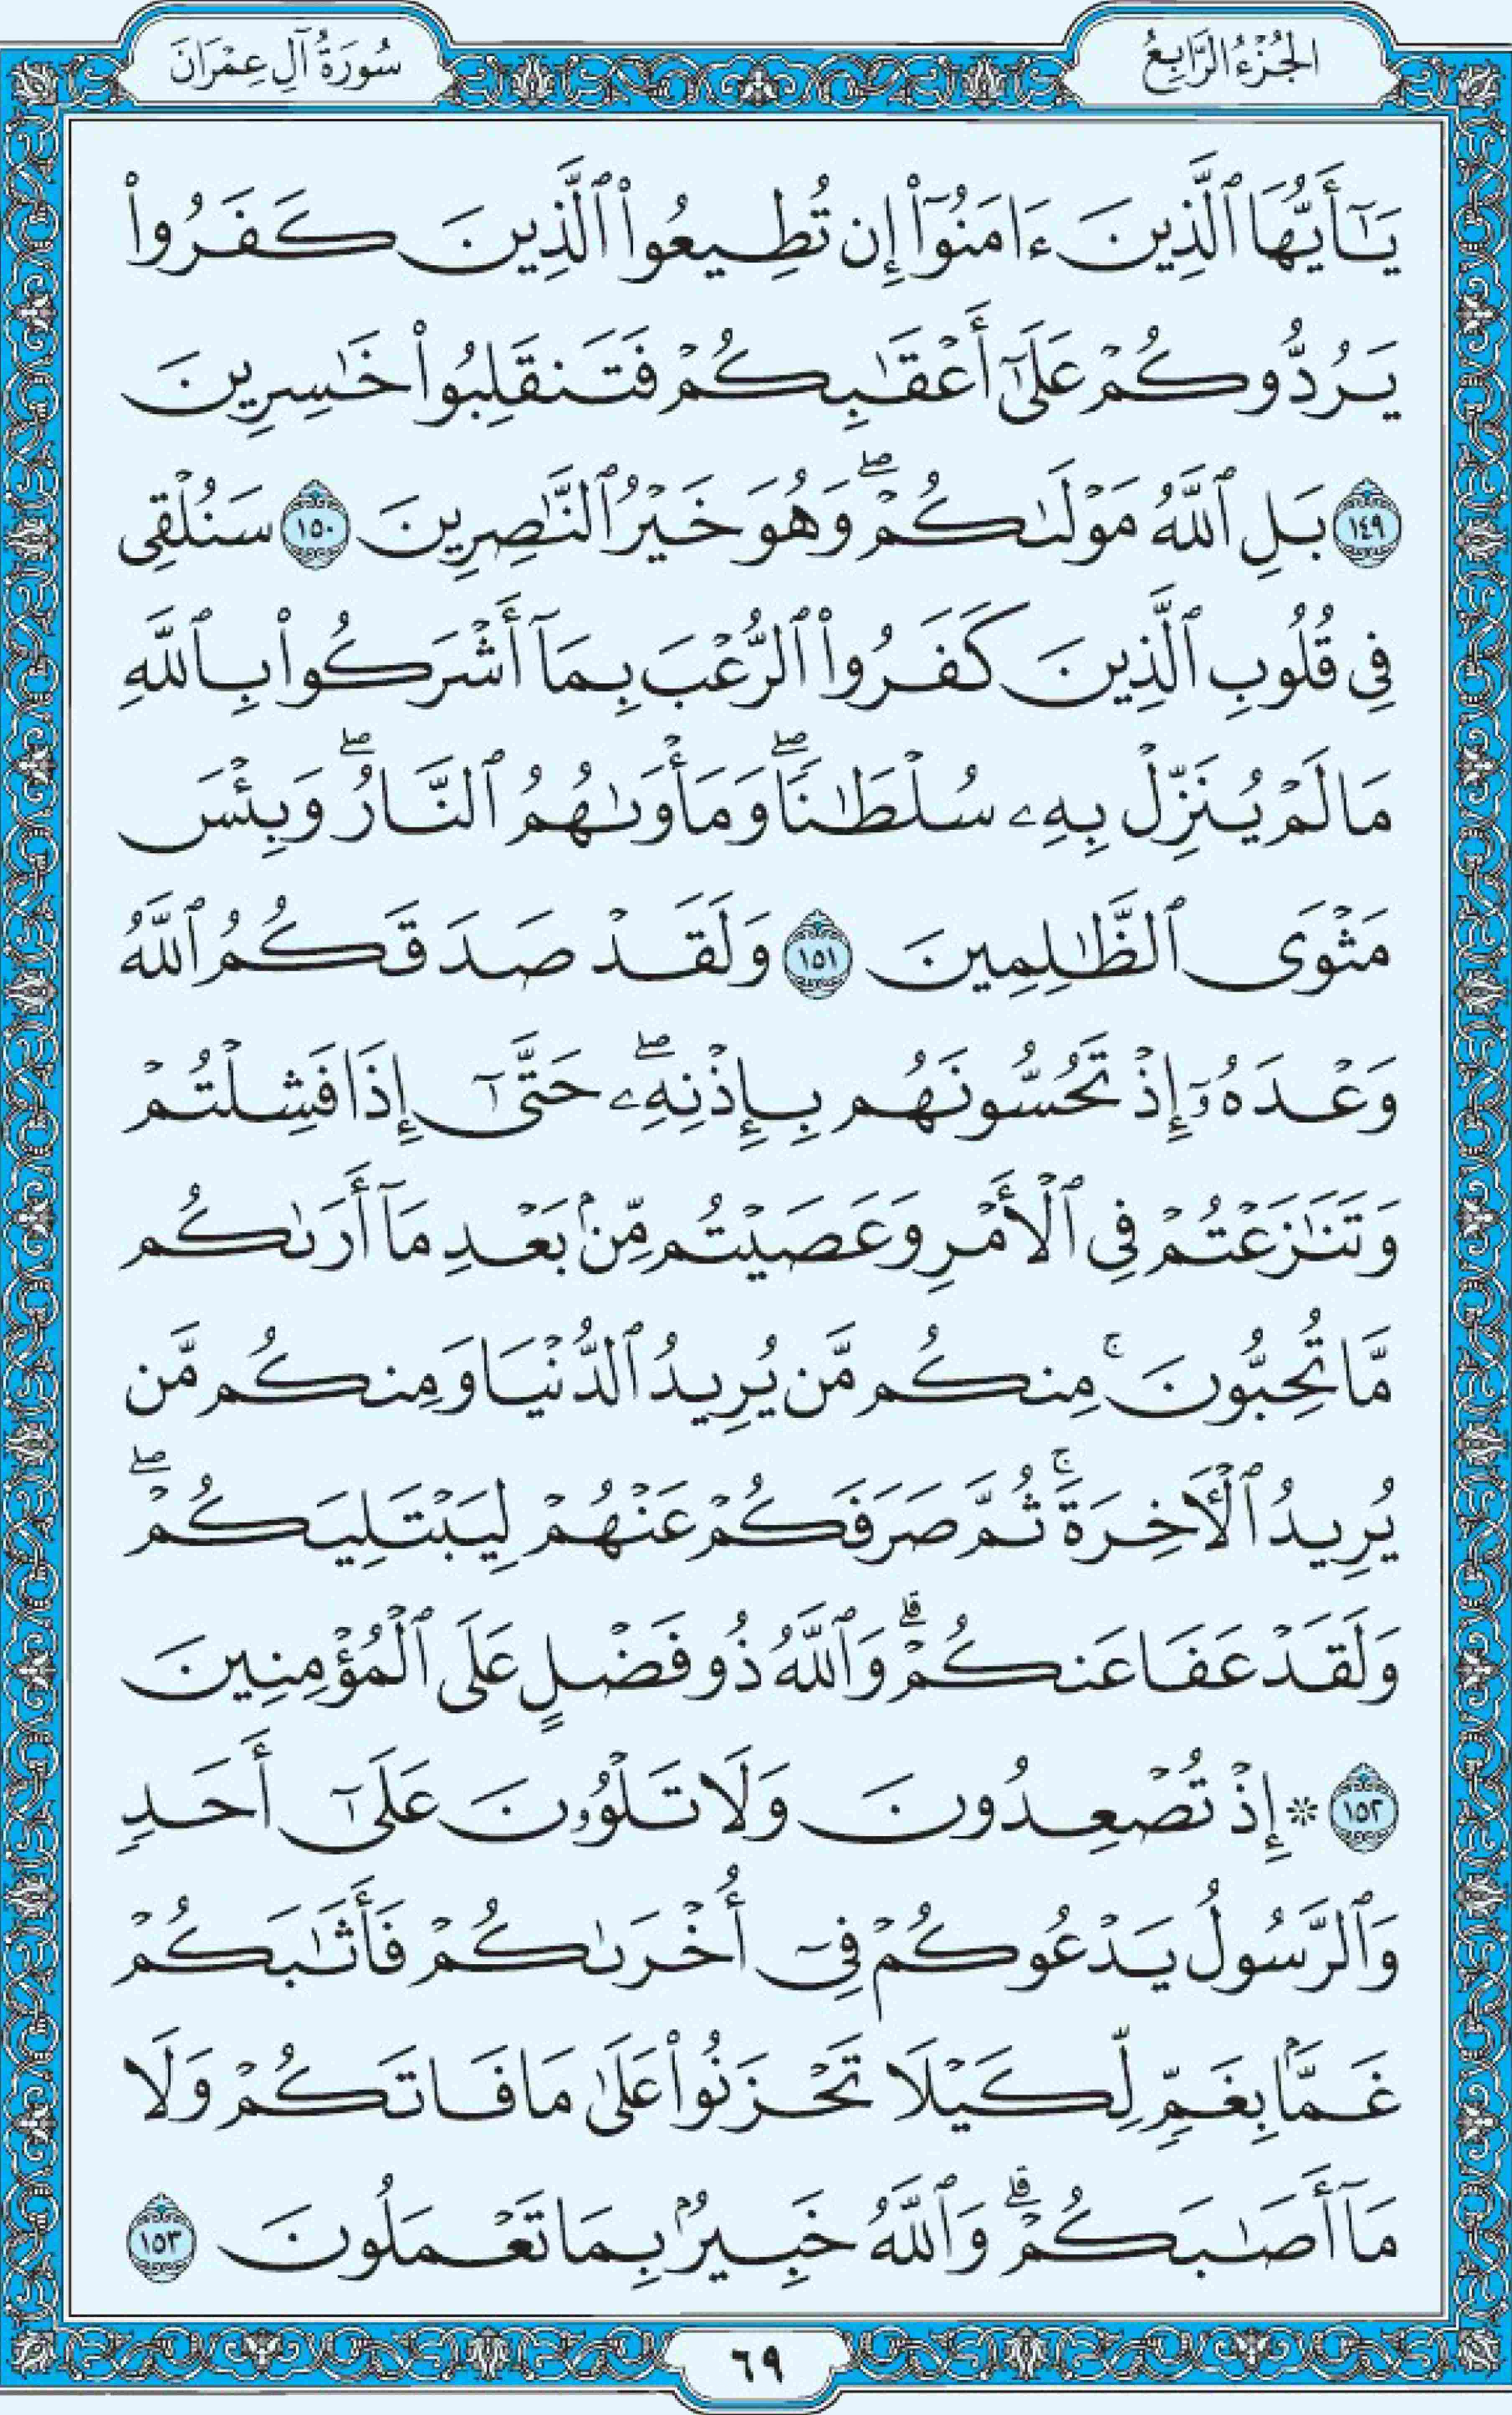 الجُزْءُ الرَّابِعُ
سُورَةُ آلِ عِمْرَانَ
يَـٰٓأَيُّهَا ٱلَّذِينَ ءَامَنُوٓا۟ إِن تُطِيعُوا۟ ٱلَّذِينَ كَفَرُوا۟
يَرُدُّوكُمْ عَلَىٰٓ أَعْقَـٰبِكُمْ فَتَنقَلِبُوا۟ خَـٰسِرِينَ
١٤٩ بَلِ ٱللَّهُ مَوْلَىٰكُمْ ۖ وَهُوَ خَيْرُ ٱلنَّـٰصِرِينَ ١٥٠ سَنُلْقِى
فِى قُلُوبِ ٱلَّذِينَ كَفَرُوا۟ ٱلرُّعْبَ بِمَآ أَشْرَكُوا۟ بِٱللَّهِ
مَا لَمْ يُنَزِّلْ بِهِۦ سُلْطَـٰنًا ۖ وَمَأْوَىٰهُمُ ٱلنَّارُ ۖ وَبِئْسَ
مَثْوَى ٱلظَّـٰلِمِينَ ١٥١ وَلَقَدْ صَدَقَكُمُ ٱللَّهُ
وَعْدَهُۥٓ إِذْ تَحُسُّونَهُم بِإِذْنِهِۦ ۖ حَتَّىٰٓ إِذَا فَشِلْتُمْ
وَتَنَـٰزَعْتُمْ فِى ٱلْأَمْرِ وَعَصَيْتُم مِّنۢ بَعْدِ مَآ أَرَىٰكُم
مَّا تُحِبُّونَ ۚ مِنكُم مَّن يُرِيدُ ٱلدُّنْيَا وَمِنكُم مَّن
يُرِيدُ ٱلْـَٔاخِرَةَ ۚ ثُمَّ صَرَفَكُمْ عَنْهُمْ لِيَبْتَلِيَكُمْ ۖ
وَلَقَدْ عَفَا عَنكُمْ ۗ وَٱللَّهُ ذُو فَضْلٍ عَلَى ٱلْمُؤْمِنِينَ
١٥٢ ۞ إِذْ تُصْعِدُونَ وَلَا تَلْوُۥنَ عَلَىٰٓ أَحَدٍ
وَٱلرَّسُولُ يَدْعُوكُمْ فِىٓ أُخْرَىٰكُمْ فَأَثَـٰبَكُمْ
غَمًّۢا بِغَمٍّ لِّكَيْلَا تَحْزَنُوا۟ عَلَىٰ مَا فَاتَكُمْ وَلَا
مَآ أَصَـٰبَكُمْ ۗ وَٱللَّهُ خَبِيرٌۢ بِمَا تَعْمَلُونَ ١٥٣
٦٩